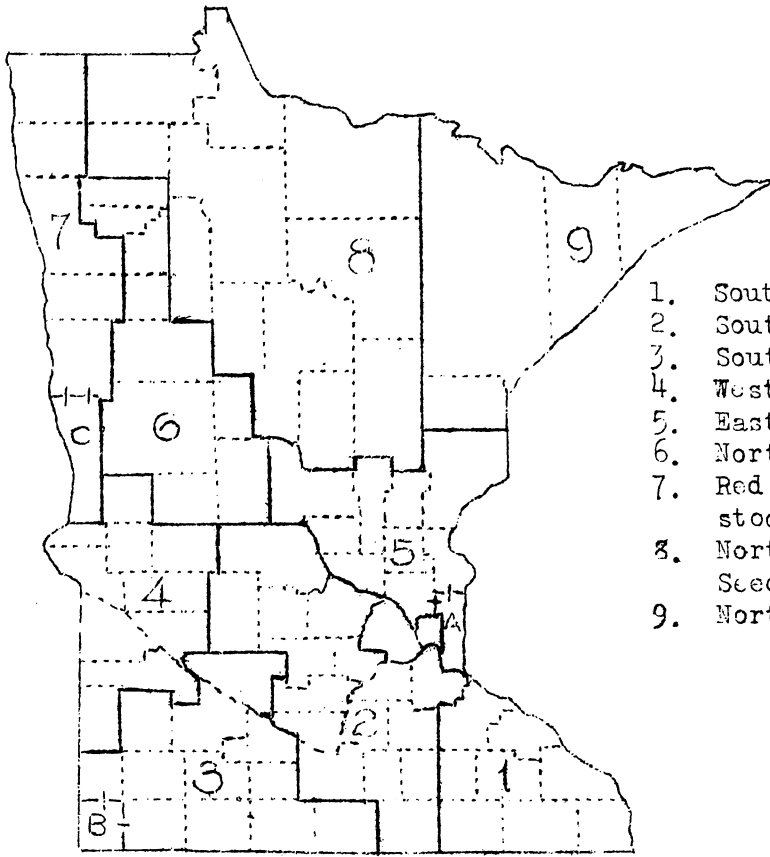 7
8
9
C
6
5
4
A
2
3
1
B
1. Sout
2. Sout
3. Sout
4. West
5. East
6. Nort
7. Red
stoc
8. Nort
Seed
9. Nort